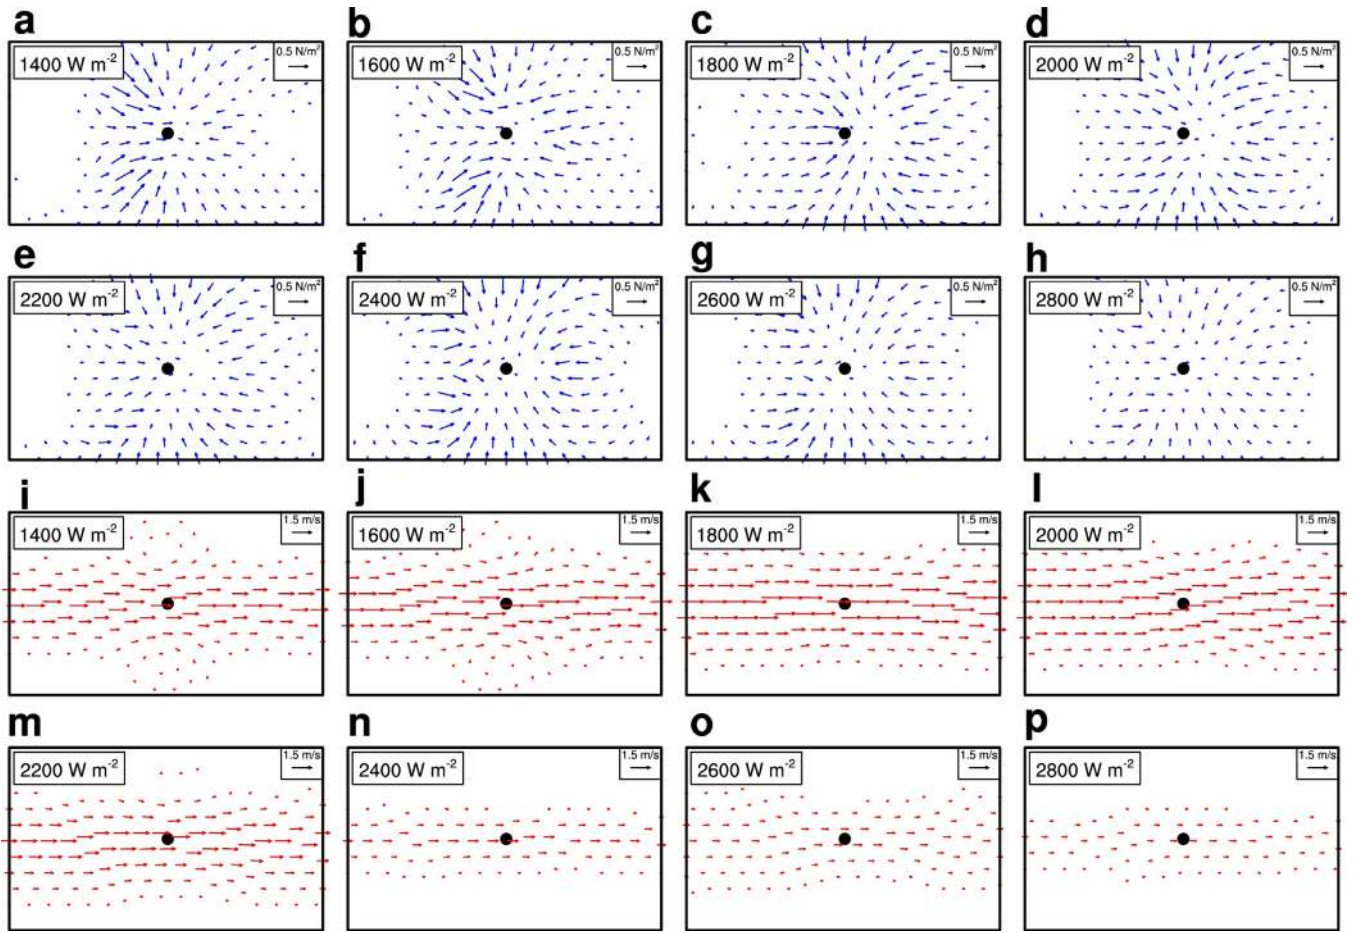 a b c d
1400 W m⁻² 0.5 N/m² 1600 W m⁻² 0.5 N/m² 1800 W m⁻² 0.5 N/m² 2000 W m⁻² 0.5 N/m²
e f g h
2200 W m⁻² 0.5 N/m² 2400 W m⁻² 0.5 N/m² 2600 W m⁻² 0.5 N/m² 2800 W m⁻² 0.5 N/m²
i j k l
1400 W m⁻² 1.5 m/s 1600 W m⁻² 1.5 m/s 1800 W m⁻² 1.5 m/s 2000 W m⁻² 1.5 m/s
m n o p
2200 W m⁻² 1.5 m/s 2400 W m⁻² 1.5 m/s 2600 W m⁻² 1.5 m/s 2800 W m⁻² 1.5 m/s